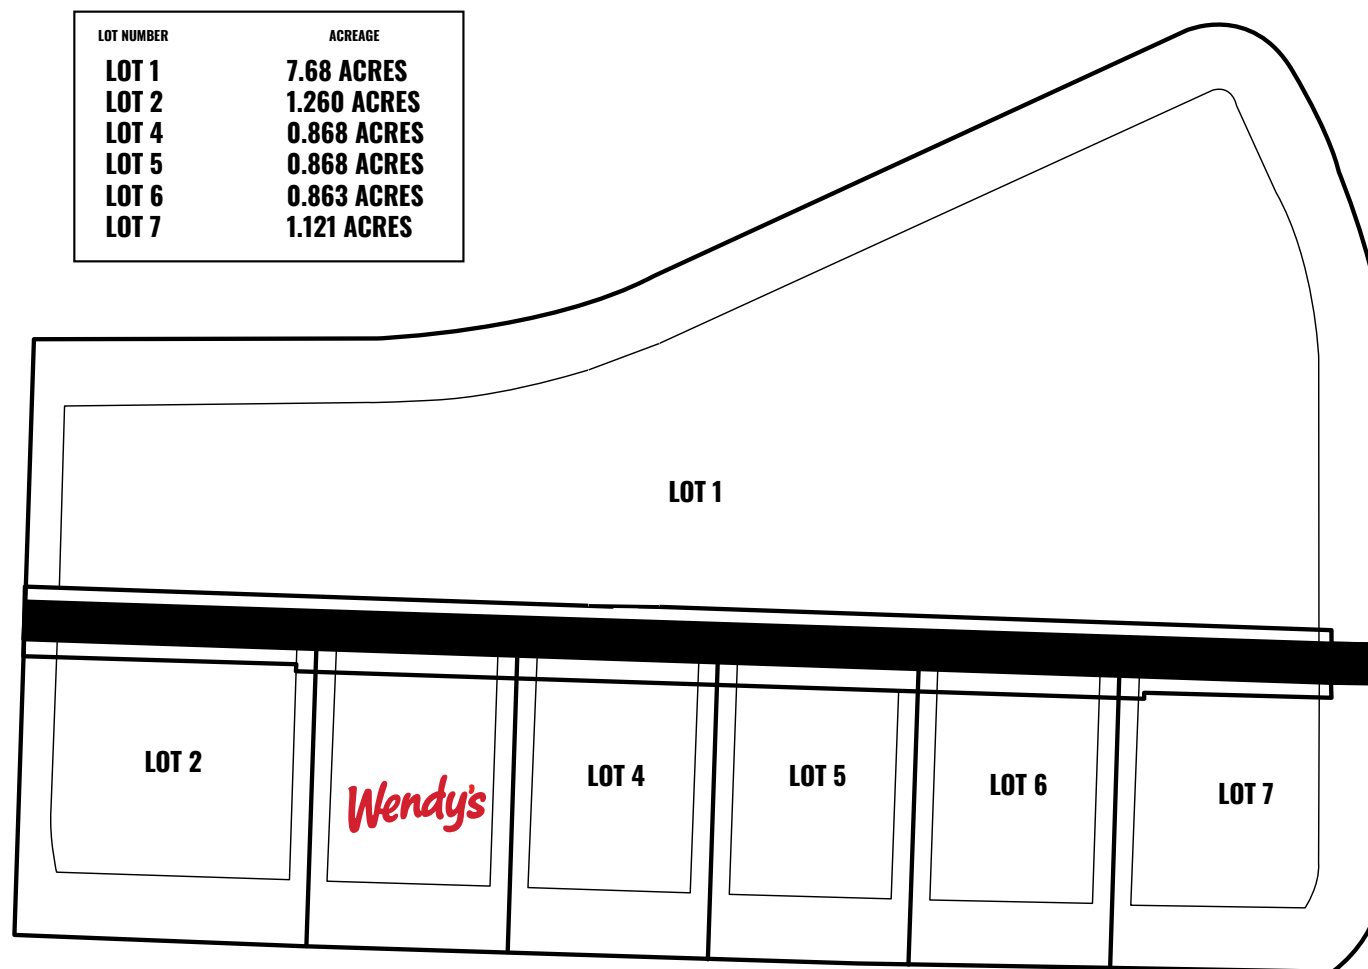 LOT NUMBER ACREAGE
LOT 1 7.68 ACRES
LOT 2 1.260 ACRES
LOT 4 0.868 ACRES
LOT 5 0.868 ACRES
LOT 6 0.863 ACRES
LOT 7 1.121 ACRES
LOT 1
LOT 2
Wendy's
LOT 4
LOT 5
LOT 6
LOT 7